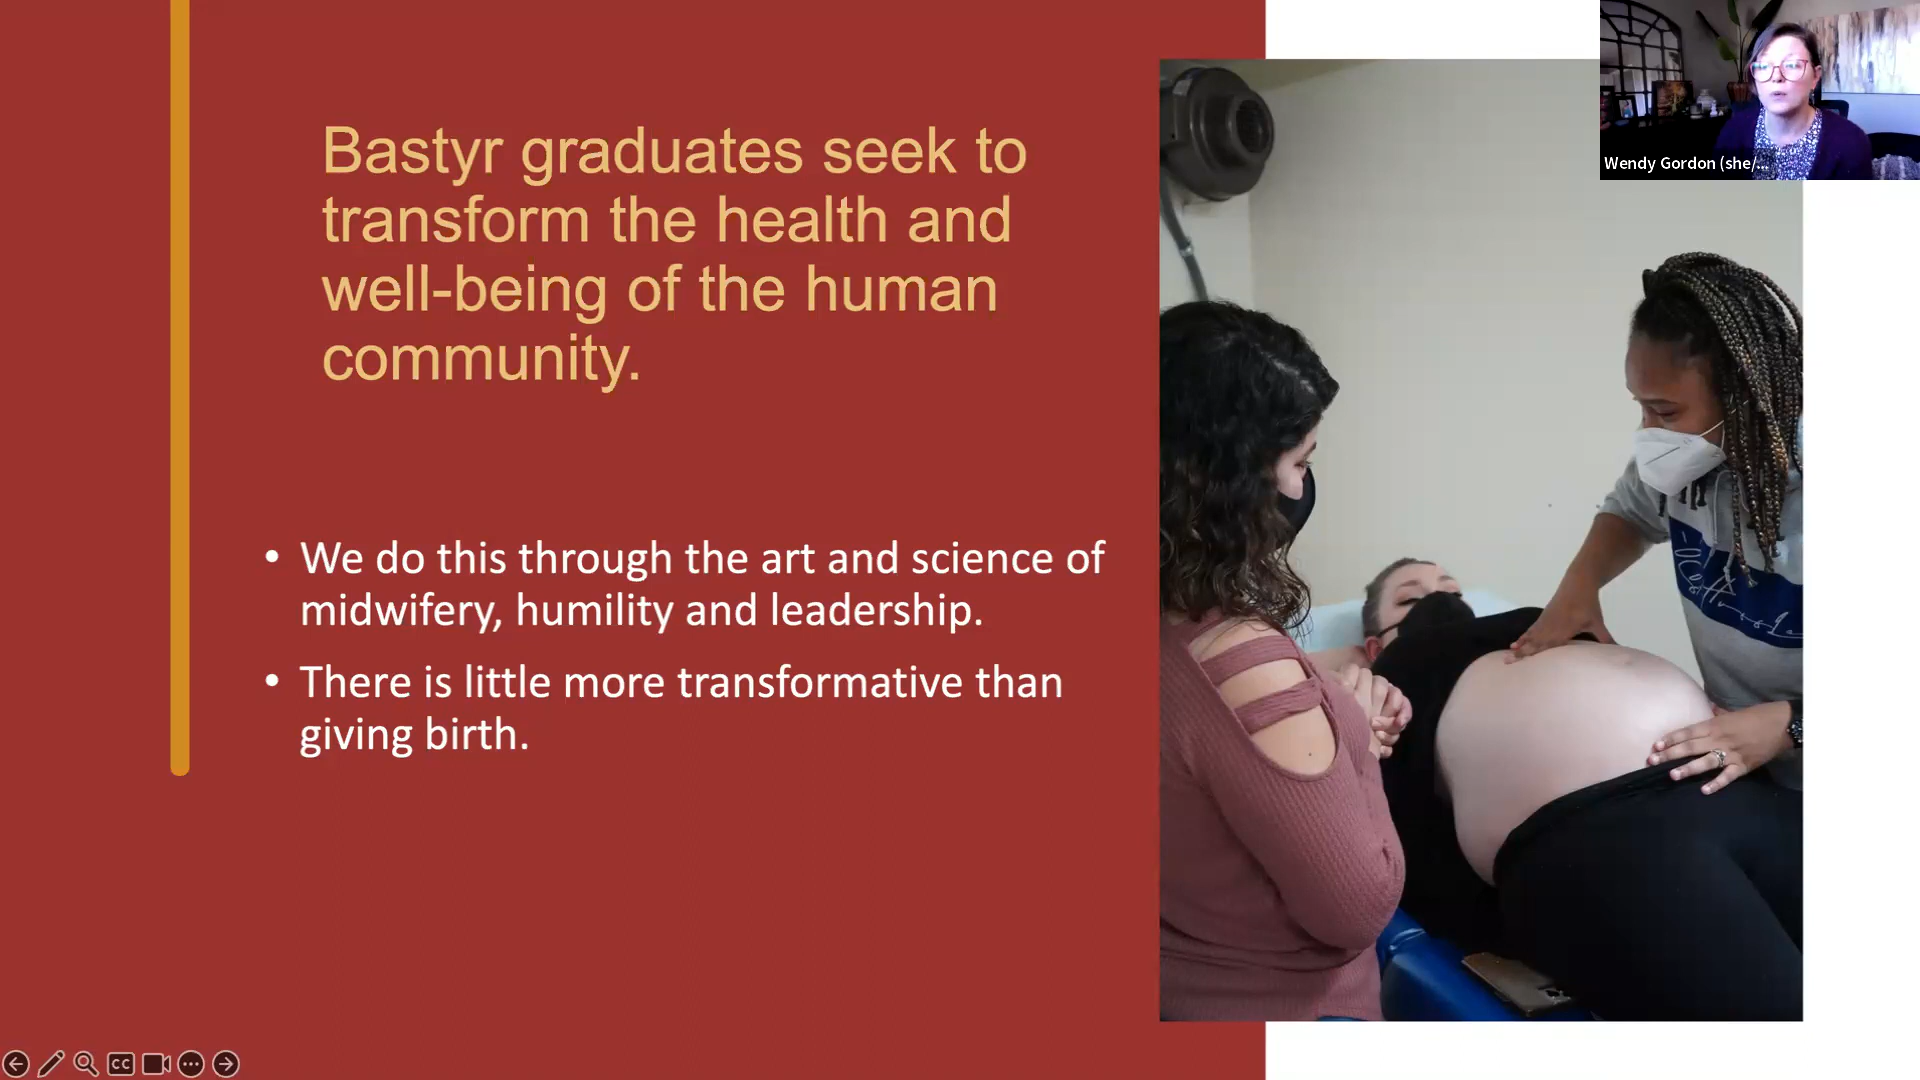 Bastyr graduates seek to
transform the health and
well-being of the human
community.
• We do this through the art and science of
midwifery, humility and leadership.
• There is little more transformative than
giving birth.
Wendy Gordon (she/...
CC